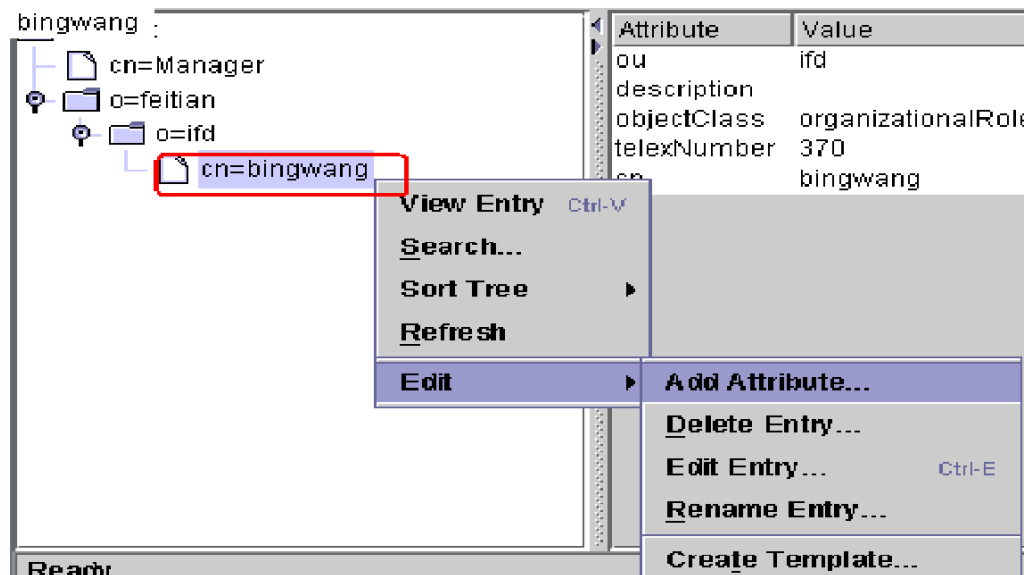 bingwang :
cn=Manager
o=feitian
o=ifd
cn=bingwang
Attribute Value
ou ifd
description
objectClass organizationalRole
telexNumber 370
cn bingwang
View Entry Ctrl-V
Search...
Sort Tree
Refresh
Edit
Add Attribute...
Delete Entry...
Edit Entry... Ctrl-E
Rename Entry...
Create Template...
Ready